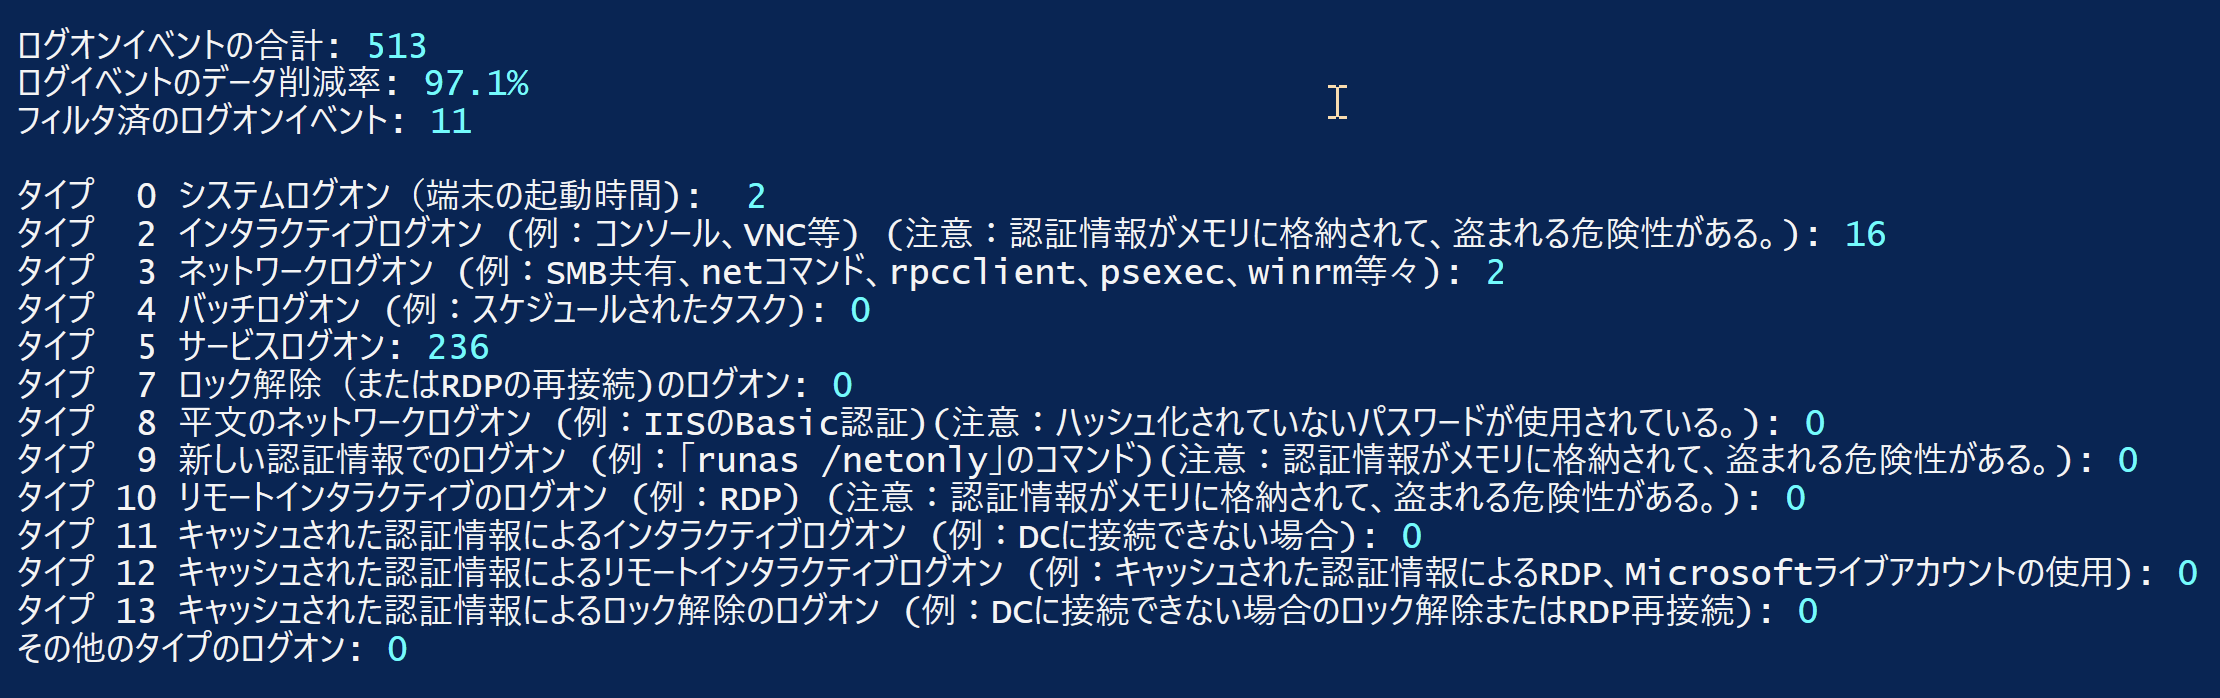 ログオンイベントの合計: 513
ログイベントのデータ削減率: 97.1%
フィルタ済のログオンイベント: 11
タイプ  0 システムログオン（端末の起動時間):  2
タイプ  2 インタラクティブログオン (例：コンソール、VNC等) (注意：認証情報がメモリに格納されて、盗まれる危険性がある。): 16
タイプ  3 ネットワークログオン (例：SMB共有、netコマンド、rpcclient、psexec、winrm等々): 2
タイプ  4 バッチログオン (例：スケジュールされたタスク): 0
タイプ  5 サービスログオン: 236
タイプ  7 ロック解除（またはRDPの再接続)のログオン: 0
タイプ  8 平文のネットワークログオン (例：IISのBasic認証)(注意：ハッシュ化されていないパスワードが使用されている。): 0
タイプ  9 新しい認証情報でのログオン (例：「runas /netonly」のコマンド)(注意：認証情報がメモリに格納されて、盗まれる危険性がある。): 0
タイプ 10 リモートインタラクティブのログオン (例：RDP) (注意：認証情報がメモリに格納されて、盗まれる危険性がある。): 0
タイプ 11 キャッシュされた認証情報によるインタラクティブログオン (例：DCに接続できない場合): 0
タイプ 12 キャッシュされた認証情報によるリモートインタラクティブログオン (例：キャッシュされた認証情報によるRDP、Microsoftライブアカウントの使用): 0
タイプ 13 キャッシュされた認証情報によるロック解除のログオン (例：DCに接続できない場合のロック解除またはRDP再接続): 0
その他のタイプのログオン: 0